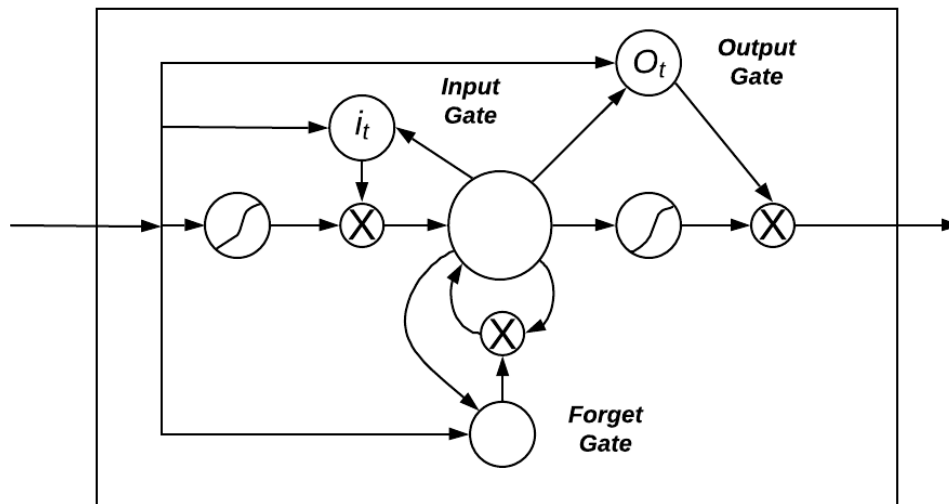 Output
Gate
O_t
Input
Gate
i_t
X
X
X
Forget
Gate